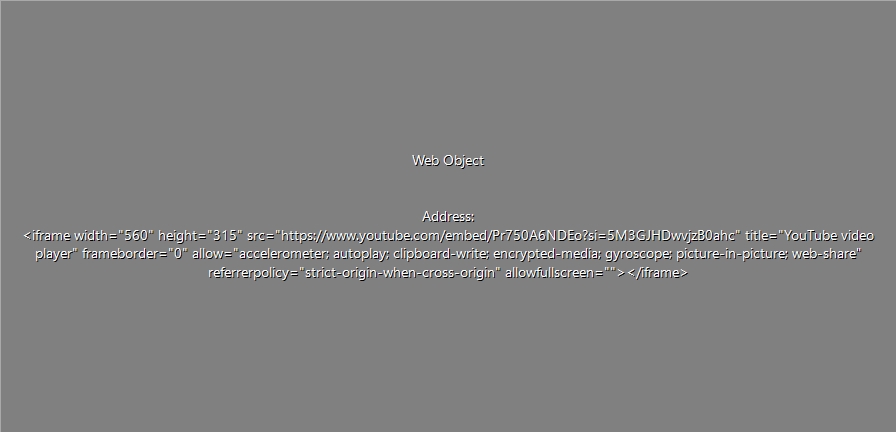 Web Object
Address:
<iframe width="560" height="315" src="https://www.youtube.com/embed/Pr750A6NDEo?si=5M3GJHDwvjzB0ahc" title="YouTube video
player" frameborder="0" allow="accelerometer; autoplay; clipboard-write; encrypted-media; gyroscope; picture-in-picture; web-share"
referrerpolicy="strict-origin-when-cross-origin" allowfullscreen=""></iframe>